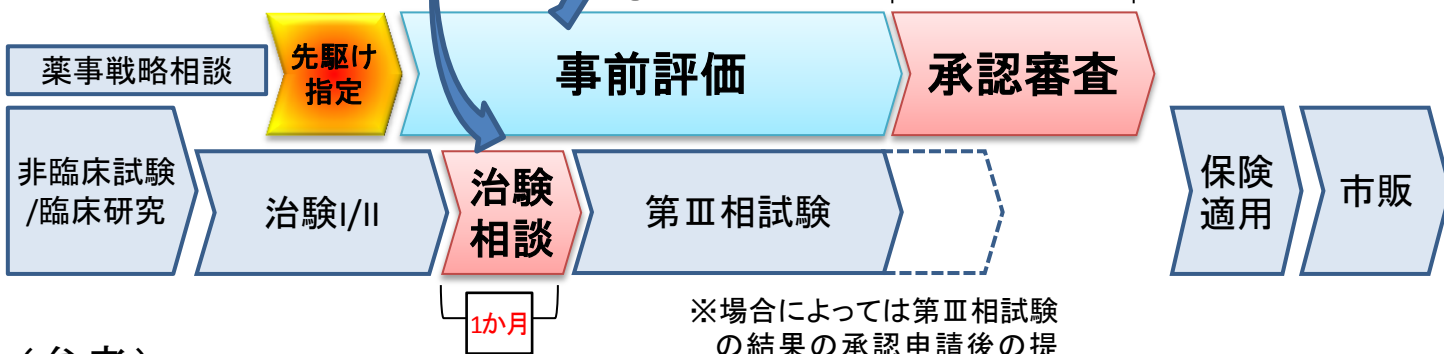 薬事戦略相談
先駆け
指定
事前評価
承認審査
非臨床試験
/臨床研究
治験I/II
治験
相談
第Ⅲ相試験
保険
適用
市販
1か月
※場合によっては第Ⅲ相試験
の結果の承認申請後の提